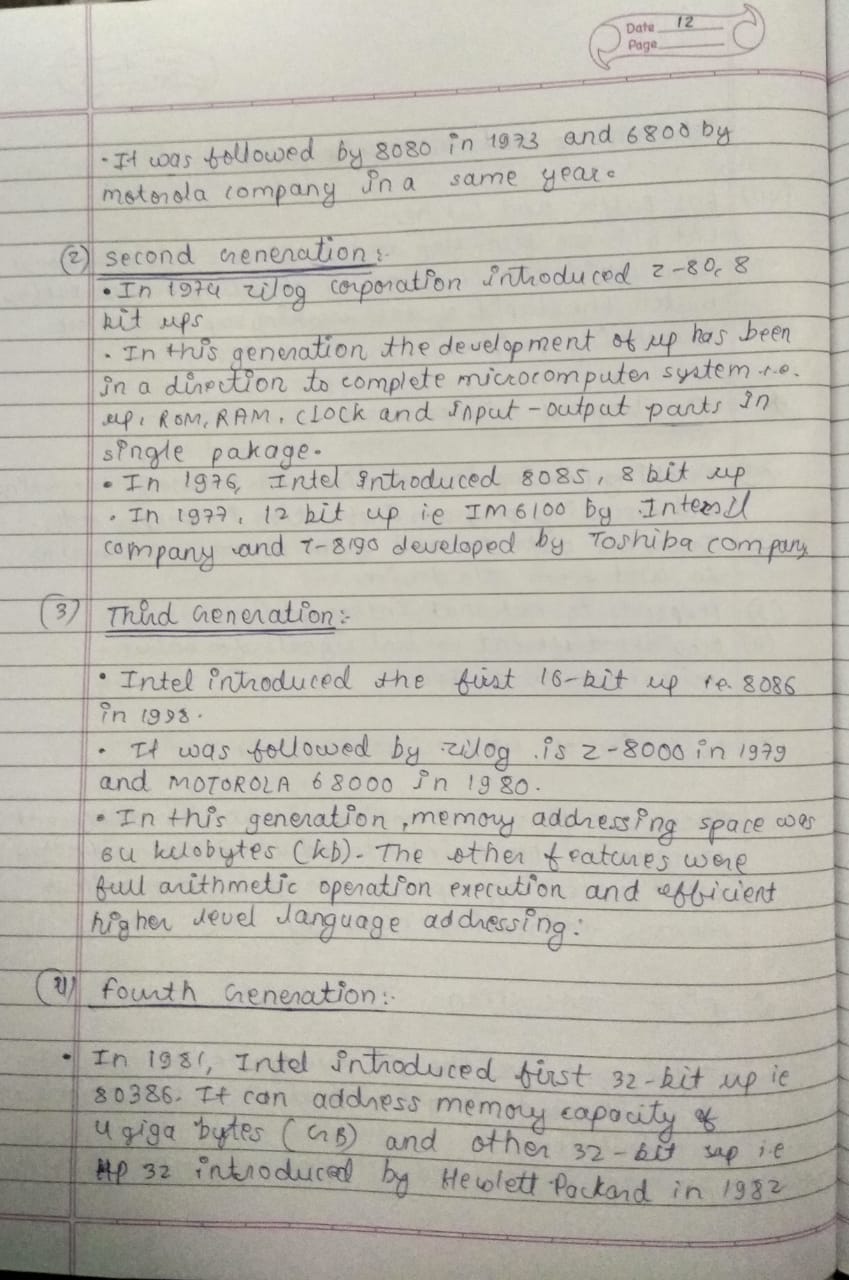 Date 12
Page
• It was followed by 8080 in 1973 and 6800 by
motorola company in a same year.
(2) Second Generation :-
• In 1974 zilog corporation introduced z-80, 8
bit ups
• In this generation the development of up has been
in a direction to complete microcomputer system i.e.
up, ROM, RAM, clock and input-output parts in
single pakage.
• In 1976, Intel introduced 8085, 8 bit up
• In 1977, 12 bit up ie IM6100 by Intersil
company and T-8190 developed by Toshiba company
(3) Third Generation :-
• Intel introduced the first 16-bit up i.e. 8086
in 1998.
• It was followed by zilog is z-8000 in 1979
and MOTOROLA 68000 in 1980.
• In this generation, memory addressing space was
64 kilobytes (kb). The other features were
full arithmetic operation execution and efficient
higher level language addressing :
(4) fourth Generation :-
• In 1981, Intel introduced first 32-bit up ie
80386. It can address memory capacity of
4 giga bytes (GB) and other 32-bit up i.e
HP 32 introduced by Hewlett Packard in 1982